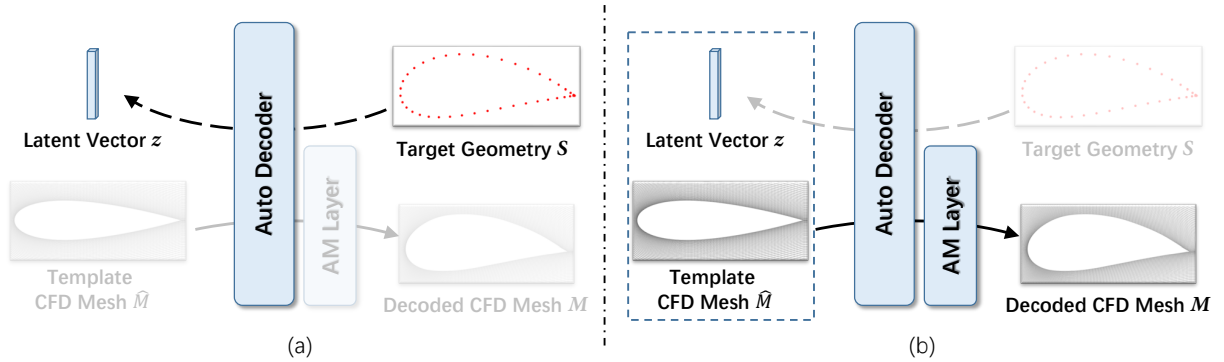 Latent Vector z
Auto Decoder
Target Geometry S
Template
CFD Mesh M̂
AM Layer
Decoded CFD Mesh M
(a)
Latent Vector z
Auto Decoder
Target Geometry S
Template
CFD Mesh M̂
AM Layer
Decoded CFD Mesh M
(b)